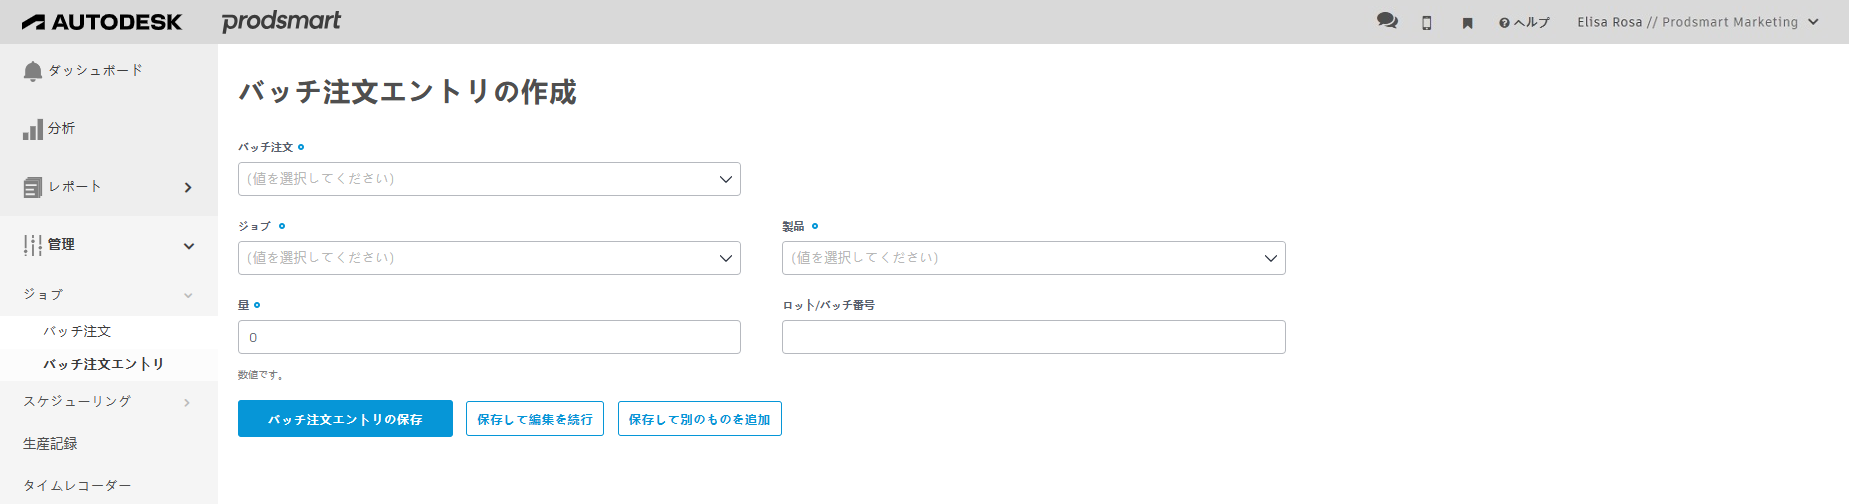 AUTODESK prodsmart ヘルプ Elisa Rosa // Prodsmart Marketing
ダッシュボード
分析
レポート
管理
ジョブ
バッチ注文
バッチ注文エントリ
スケジューリング
生産記録
タイムレコーダー
バッチ注文エントリの作成
バッチ注文
(値を選択してください)
ジョブ 製品
(値を選択してください) (値を選択してください)
量 ロット/バッチ番号
0
数値です。
バッチ注文エントリの保存 保存して編集を続行 保存して別のものを追加